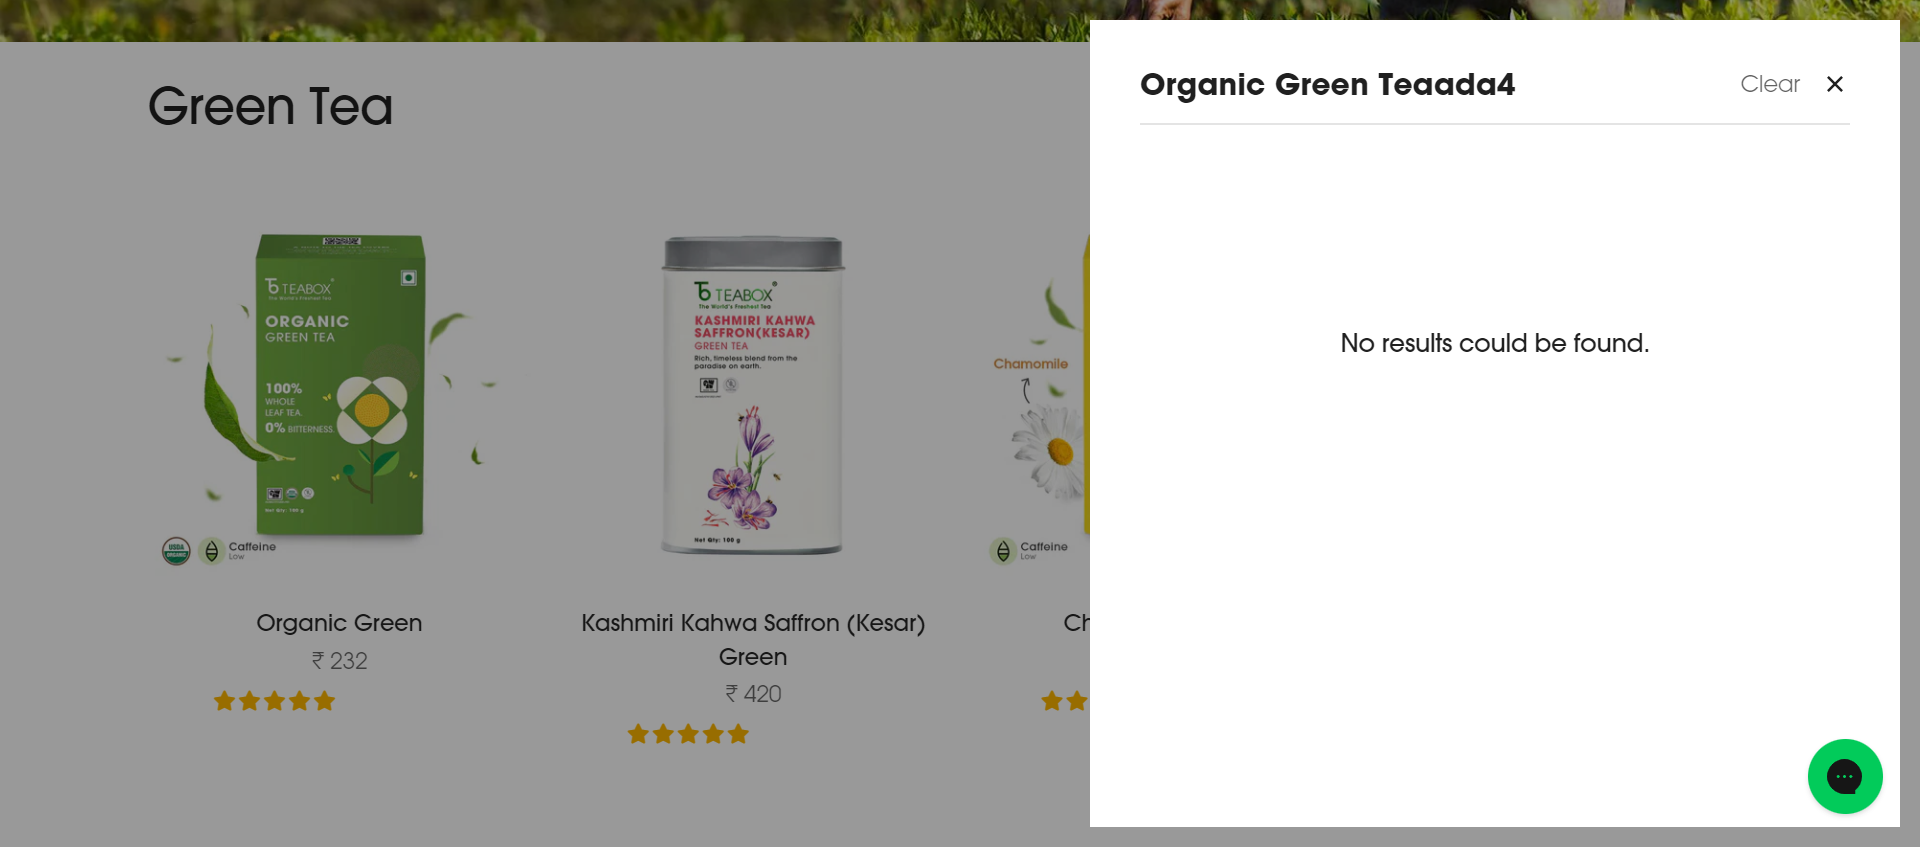 Green Tea
TEABOX
The World's Freshest Tea
ORGANIC
GREEN TEA
100%
WHOLE
LEAF TEA.
0% BITTERNESS.
Net Qty: 100 g
USDA
ORGANIC
Caffeine
Low
Organic Green
₹ 232
TEABOX
The World's Freshest Tea
KASHMIRI KAHWA
SAFFRON(KESAR)
GREEN TEA
Rich, timeless blend from the
paradise on earth.
Net Qty: 100 g
Kashmiri Kahwa Saffron (Kesar)
Green
₹ 420
Chamomile
Caffeine
Low
Ch
Organic Green Teaada4
Clear
No results could be found.